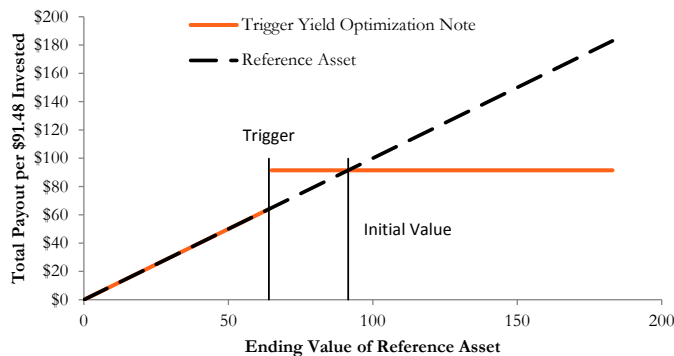 Trigger Yield Optimization Note
Reference Asset
Total Payout per $91.48 Invested
$200
$180
$160
$140
$120
$100
$80
$60
$40
$20
$0
Trigger
Initial Value
0
50
100
150
200
Ending Value of Reference Asset